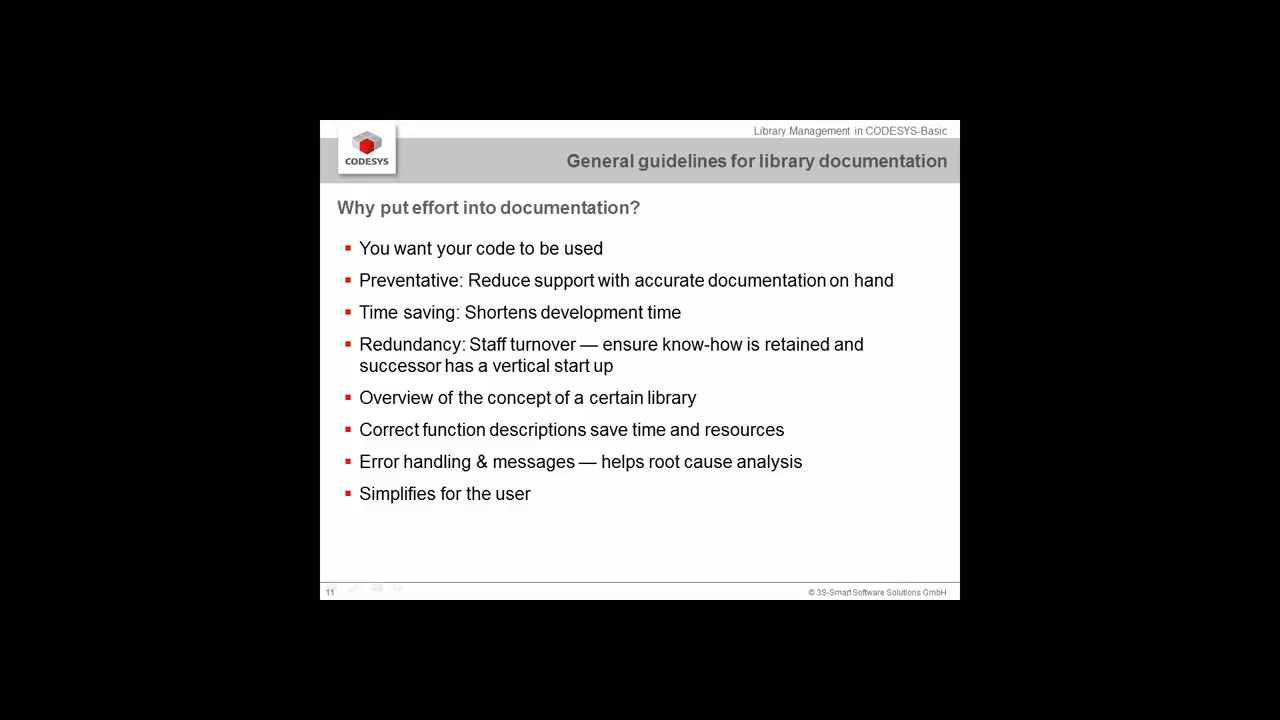 Library Management in CODESYS-Basic
CODESYS
General guidelines for library documentation
Why put effort into documentation?
You want your code to be used
Preventative: Reduce support with accurate documentation on hand
Time saving: Shortens development time
Redundancy: Staff turnover — ensure know-how is retained and
successor has a vertical start up
Overview of the concept of a certain library
Correct function descriptions save time and resources
Error handling & messages — helps root cause analysis
Simplifies for the user
11
© 3S-Smart Software Solutions GmbH